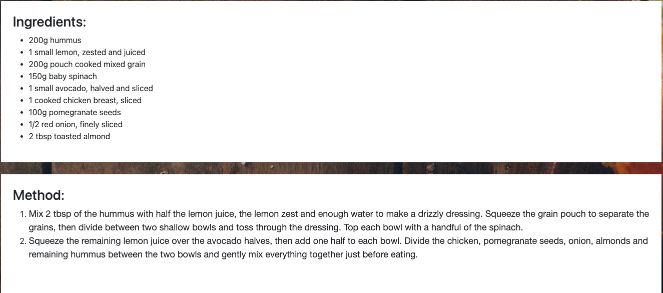 Ingredients:
• 200g hummus
• 1 small lemon, zested and juiced
• 200g pouch cooked mixed grain
• 150g baby spinach
• 1 small avocado, halved and sliced
• 1 cooked chicken breast, sliced
• 100g pomegranate seeds
• 1/2 red onion, finely sliced
• 2 tbsp toasted almond
Method:
1. Mix 2 tbsp of the hummus with half the lemon juice, the lemon zest and enough water to make a drizzly dressing. Squeeze the grain pouch to separate the
grains, then divide between two shallow bowls and toss through the dressing. Top each bowl with a handful of the spinach.
2. Squeeze the remaining lemon juice over the avocado halves, then add one half to each bowl. Divide the chicken, pomegranate seeds, onion, almonds and
remaining hummus between the two bowls and gently mix everything together just before eating.